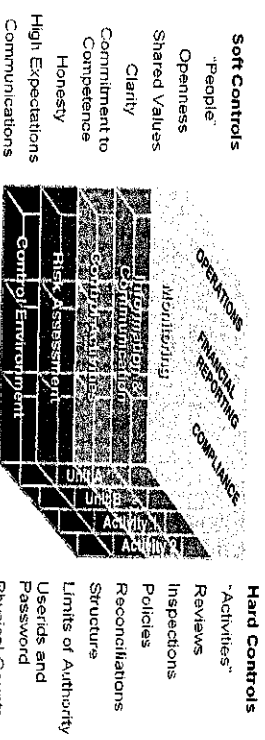 Soft Controls
"People"
Openness
Shared Values
Clarity
Commitment to
Competence
Honesty
High Expectations
Communications
OPERATIONS
FINANCIAL
REPORTING
COMPLIANCE
Monitoring
Information &
Communication
Control Activities
Risk Assessment
Control Environment
Unit A
Unit B
Activity 1
Activity 2
Hard Controls
"Activities"
Reviews
Inspections
Policies
Reconciliations
Structure
Limits of Authority
Userids and
Password
Physical Counts